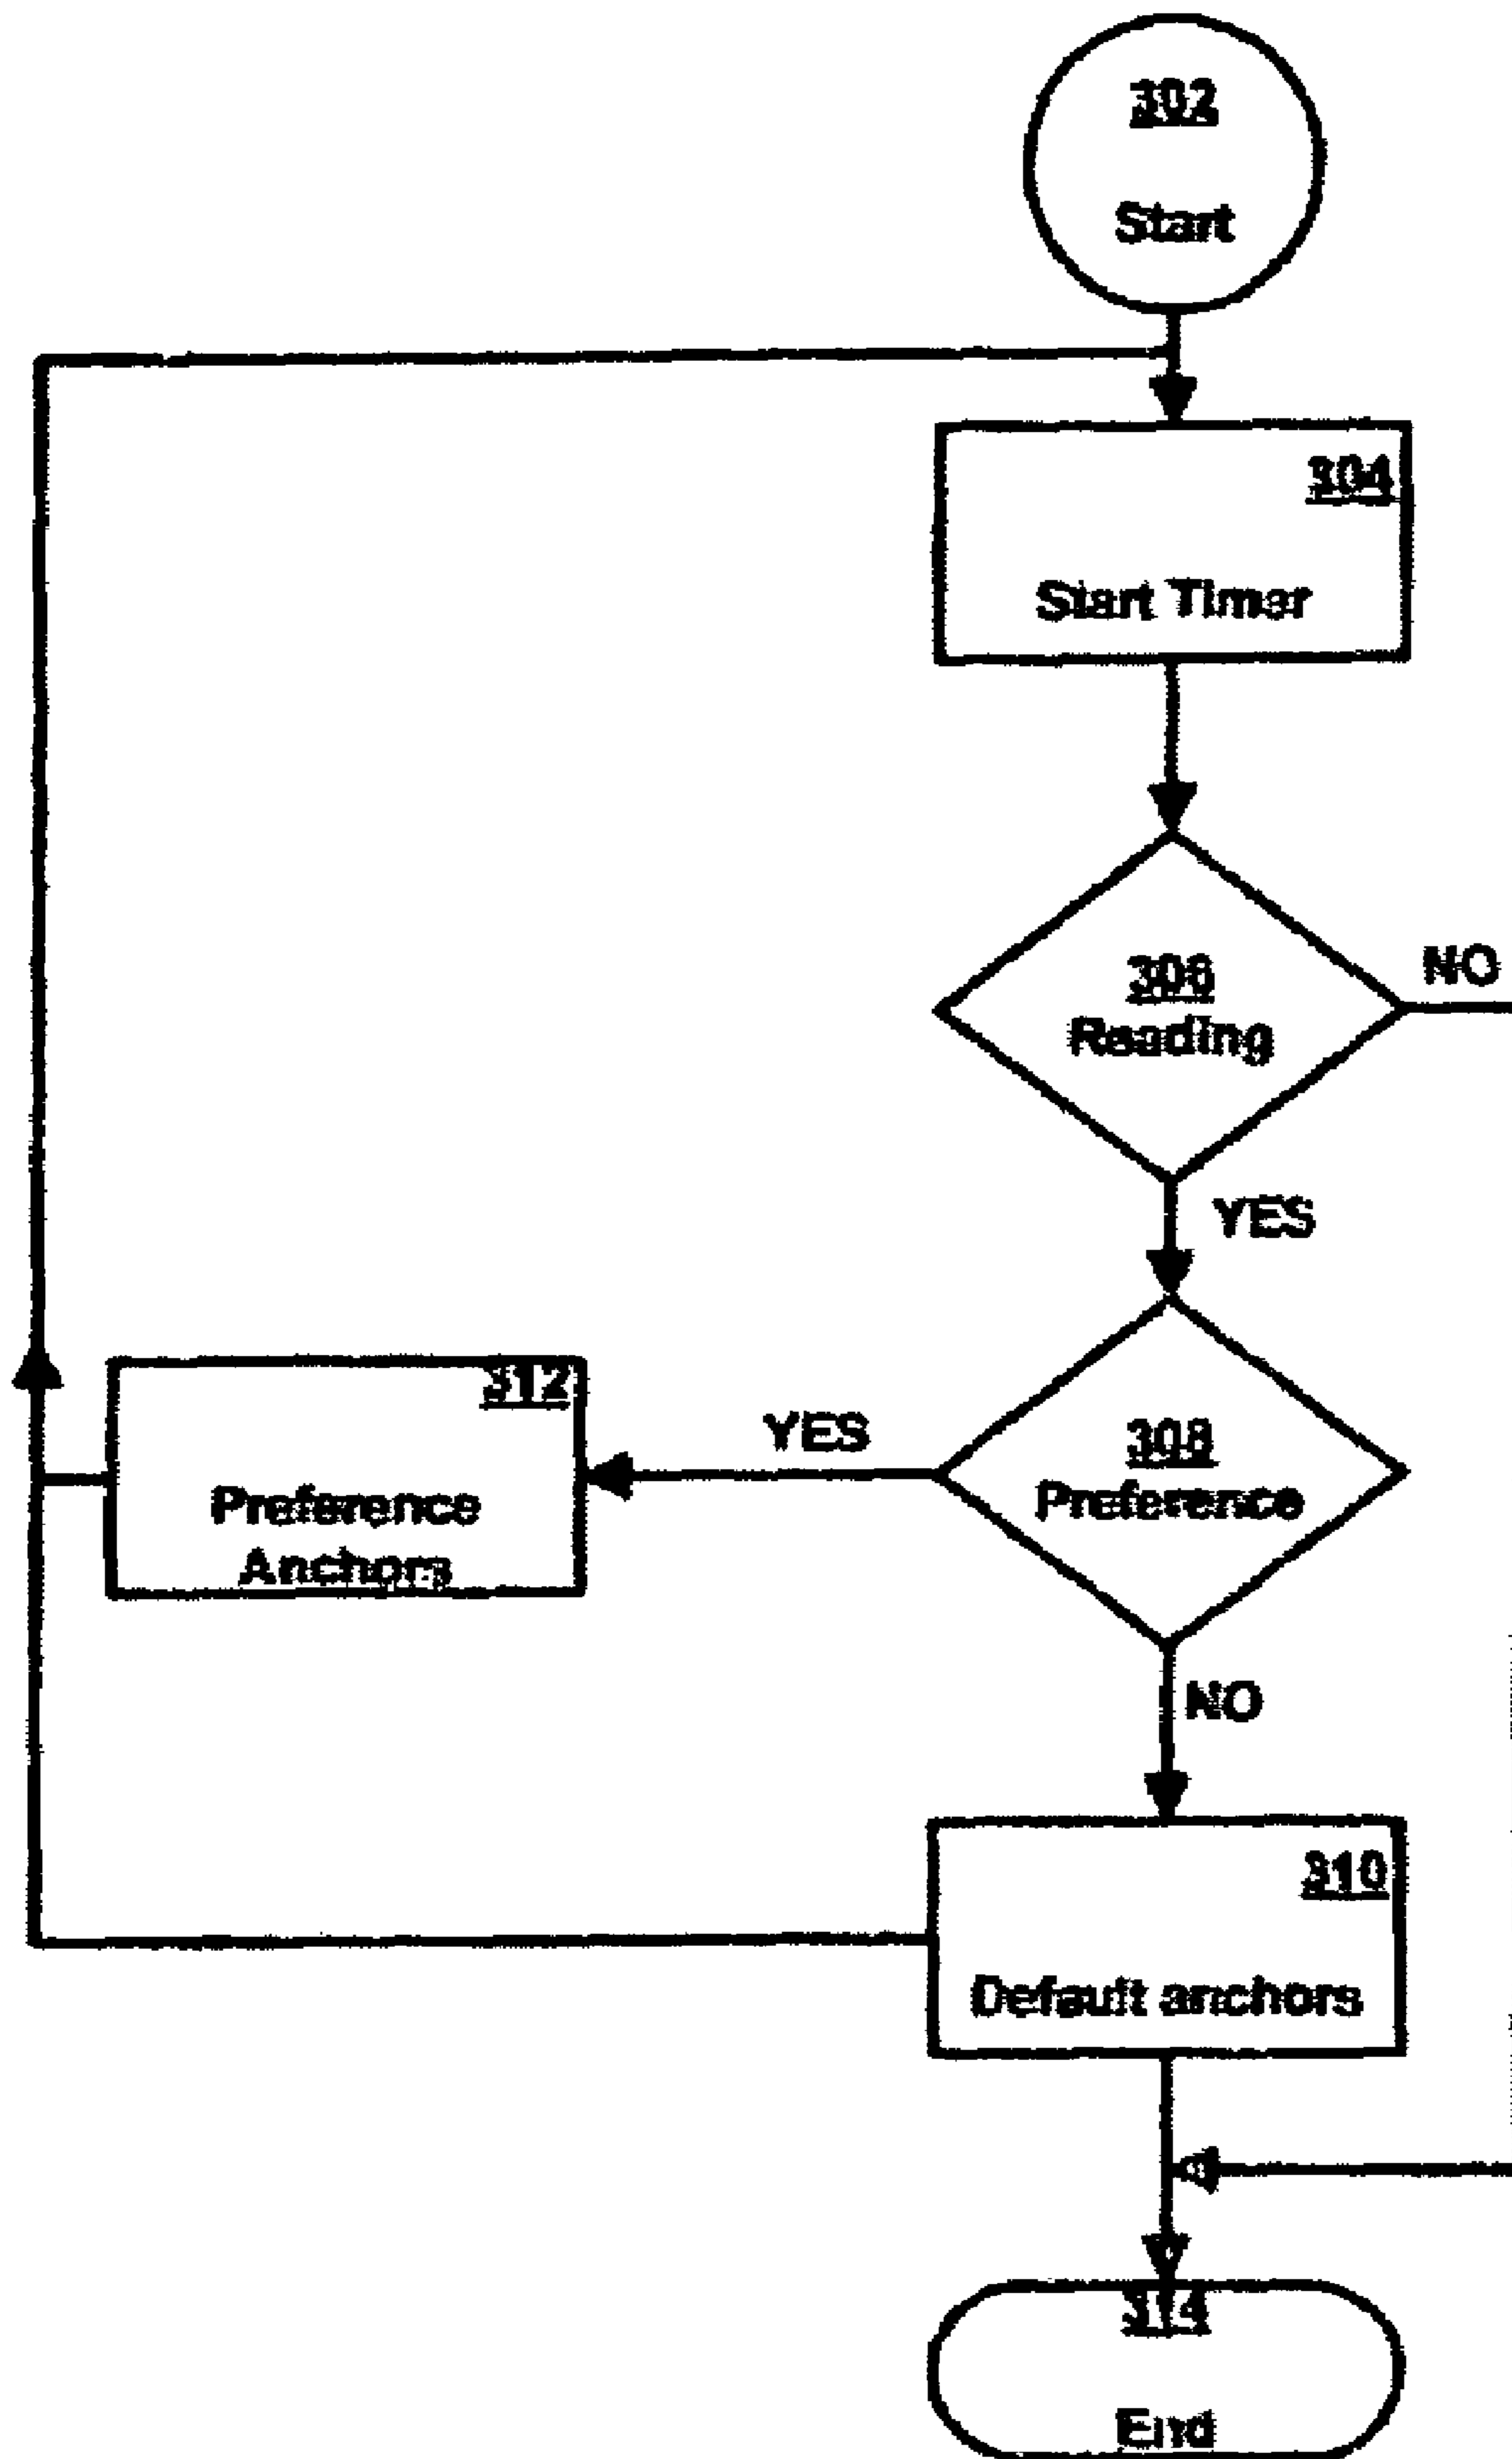 302
Start
304
Start Timer
306
Reading
NO
YES
308
Preference
YES
312
Preference
Anchors
NO
310
Default anchors
314
End